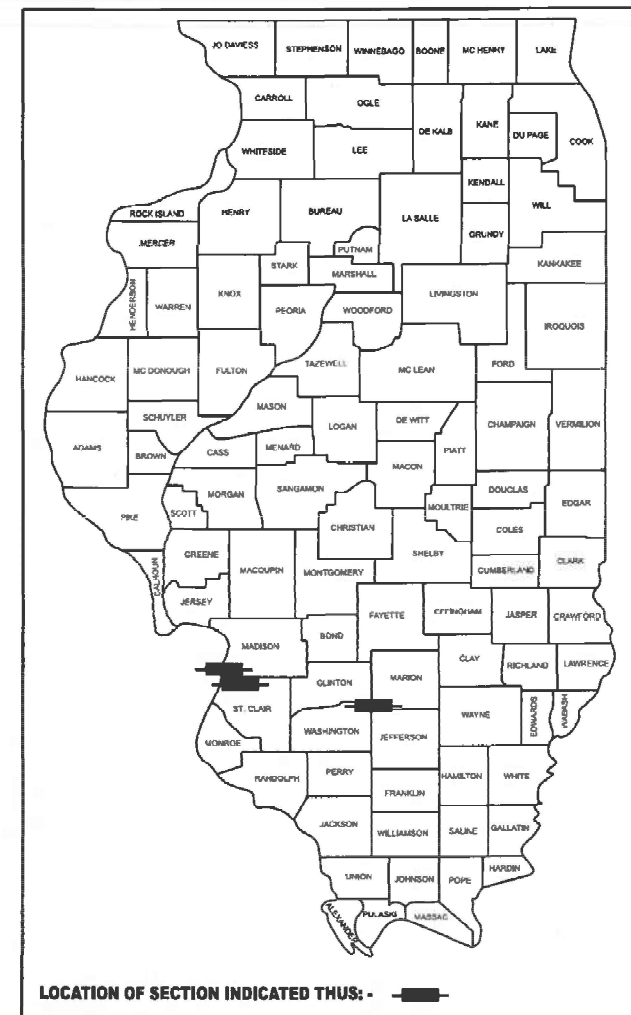 JO DAVIESS STEPHENSON WINNEBAGO BOONE MC HENRY LAKE
CARROLL OGLE DE KALB KANE DU PAGE COOK
WHITESIDE LEE
KENDALL
ROCK ISLAND HENRY BUREAU LA SALLE WILL
MERCER PUTNAM GRUNDY
STARK MARSHALL KANKAKEE
HENDERSON WARREN KNOX PEORIA WOODFORD LIVINGSTON IROQUOIS
HANCOCK MC DONOUGH FULTON TAZEWELL MC LEAN FORD
SCHUYLER MASON LOGAN DE WITT CHAMPAIGN VERMILION
ADAMS BROWN CASS MENARD MACON PIATT
PIKE SCOTT MORGAN SANGAMON MOULTRIE DOUGLAS EDGAR
CHRISTIAN COLES
CALHOUN GREENE MACOUPIN MONTGOMERY SHELBY CUMBERLAND CLARK
JERSEY FAYETTE EFFINGHAM JASPER CRAWFORD
MADISON BOND
CLINTON MARION CLAY RICHLAND LAWRENCE
ST. CLAIR WASHINGTON JEFFERSON WAYNE EDWARDS WABASH
MONROE
RANDOLPH PERRY HAMILTON WHITE
FRANKLIN
JACKSON WILLIAMSON SALINE GALLATIN
UNION JOHNSON POPE HARDIN
ALEXANDER PULASKI MASSAC
LOCATION OF SECTION INDICATED THUS: -